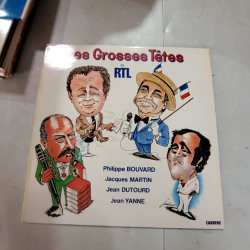 Les Grosses Têtes
de RTL
Philippe BOUVARD
Jacques MARTIN
Jean DUTOURD
Jean YANNE
CARRERE